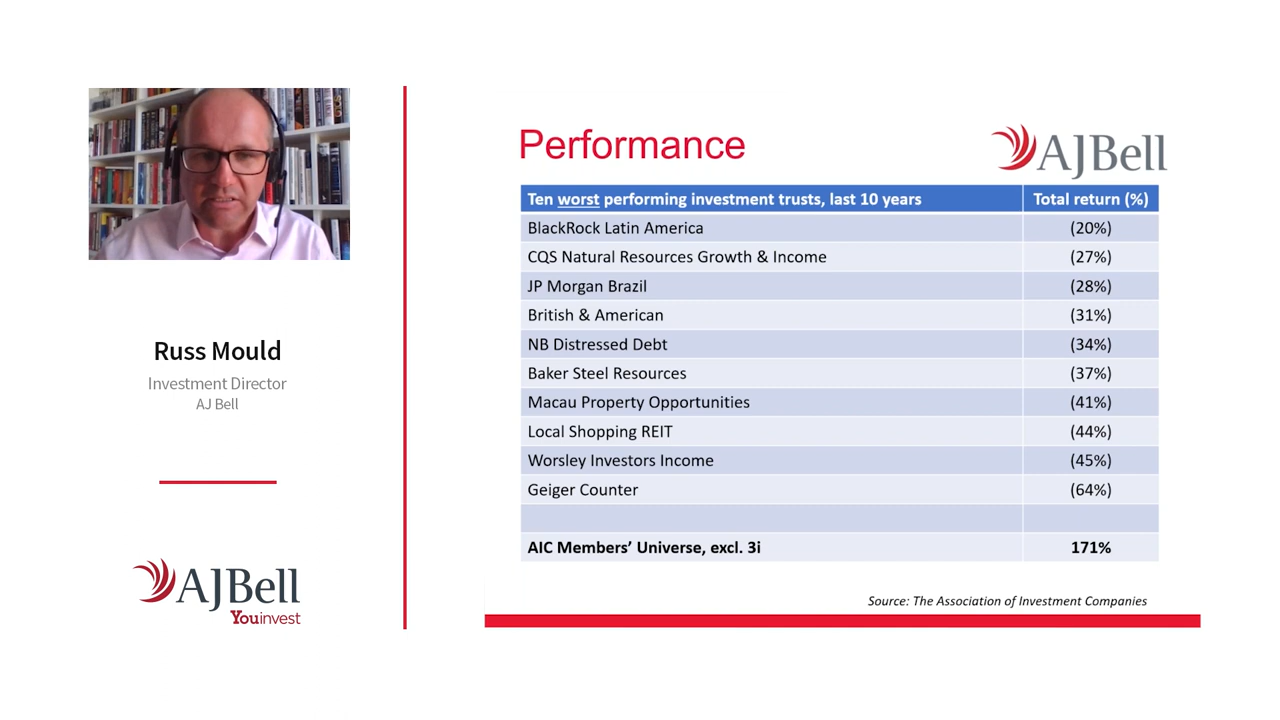 Russ Mould
Investment Director
AJ Bell
AJBell
Youinvest
Performance
AJBell
Ten worst performing investment trusts, last 10 years Total return (%)
BlackRock Latin America (20%)
CQS Natural Resources Growth & Income (27%)
JP Morgan Brazil (28%)
British & American (31%)
NB Distressed Debt (34%)
Baker Steel Resources (37%)
Macau Property Opportunities (41%)
Local Shopping REIT (44%)
Worsley Investors Income (45%)
Geiger Counter (64%)
AIC Members’ Universe, excl. 3i 171%
Source: The Association of Investment Companies